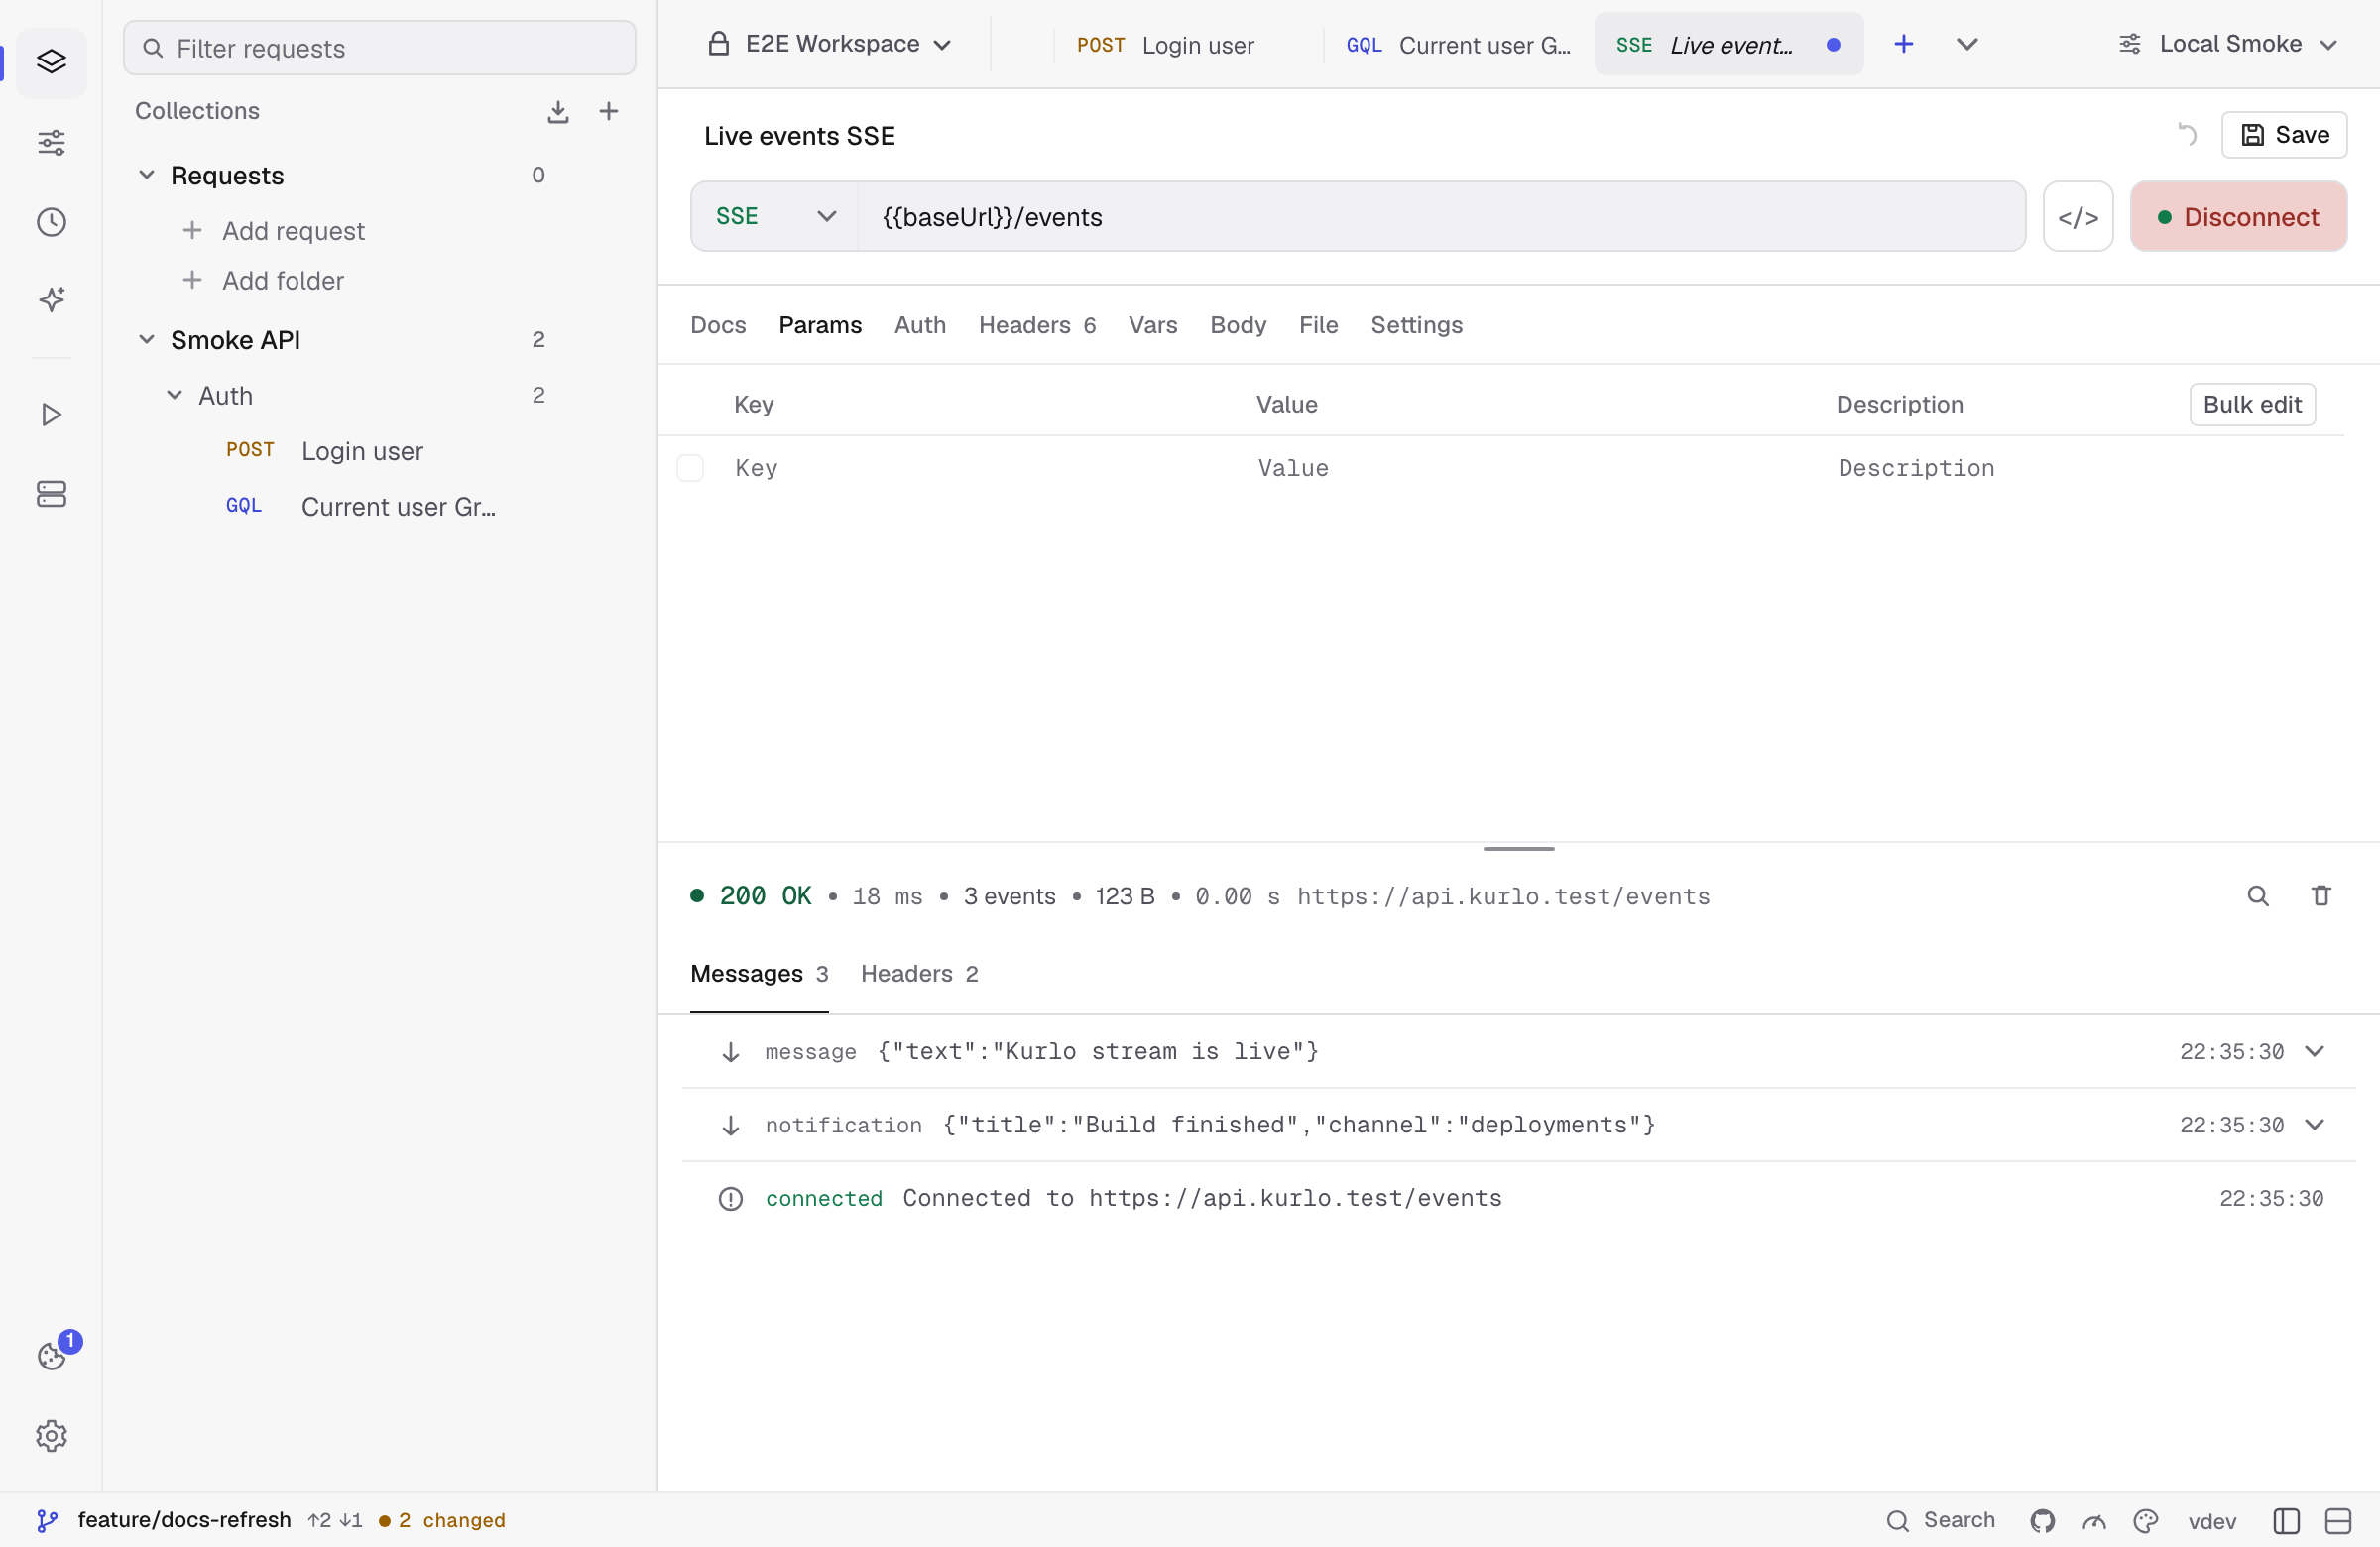 Filter requests
Collections
Requests 0
Add request
Add folder
Smoke API 2
Auth 2
POST Login user
GQL Current user Gr...
1
E2E Workspace
POST Login user
GQL Current user G...
SSE Live event...
Local Smoke
Live events SSE
Save
SSE
{{baseUrl}}/events
</>
Disconnect
Docs Params Auth Headers 6 Vars Body File Settings
Key Value Description Bulk edit
Key Value Description
200 OK • 18 ms • 3 events • 123 B • 0.00 s https://api.kurlo.test/events
Messages 3 Headers 2
message {"text":"Kurlo stream is live"} 22:35:30
notification {"title":"Build finished","channel":"deployments"} 22:35:30
connected Connected to https://api.kurlo.test/events 22:35:30
feature/docs-refresh ↑2 ↓1 2 changed
Search
vdev